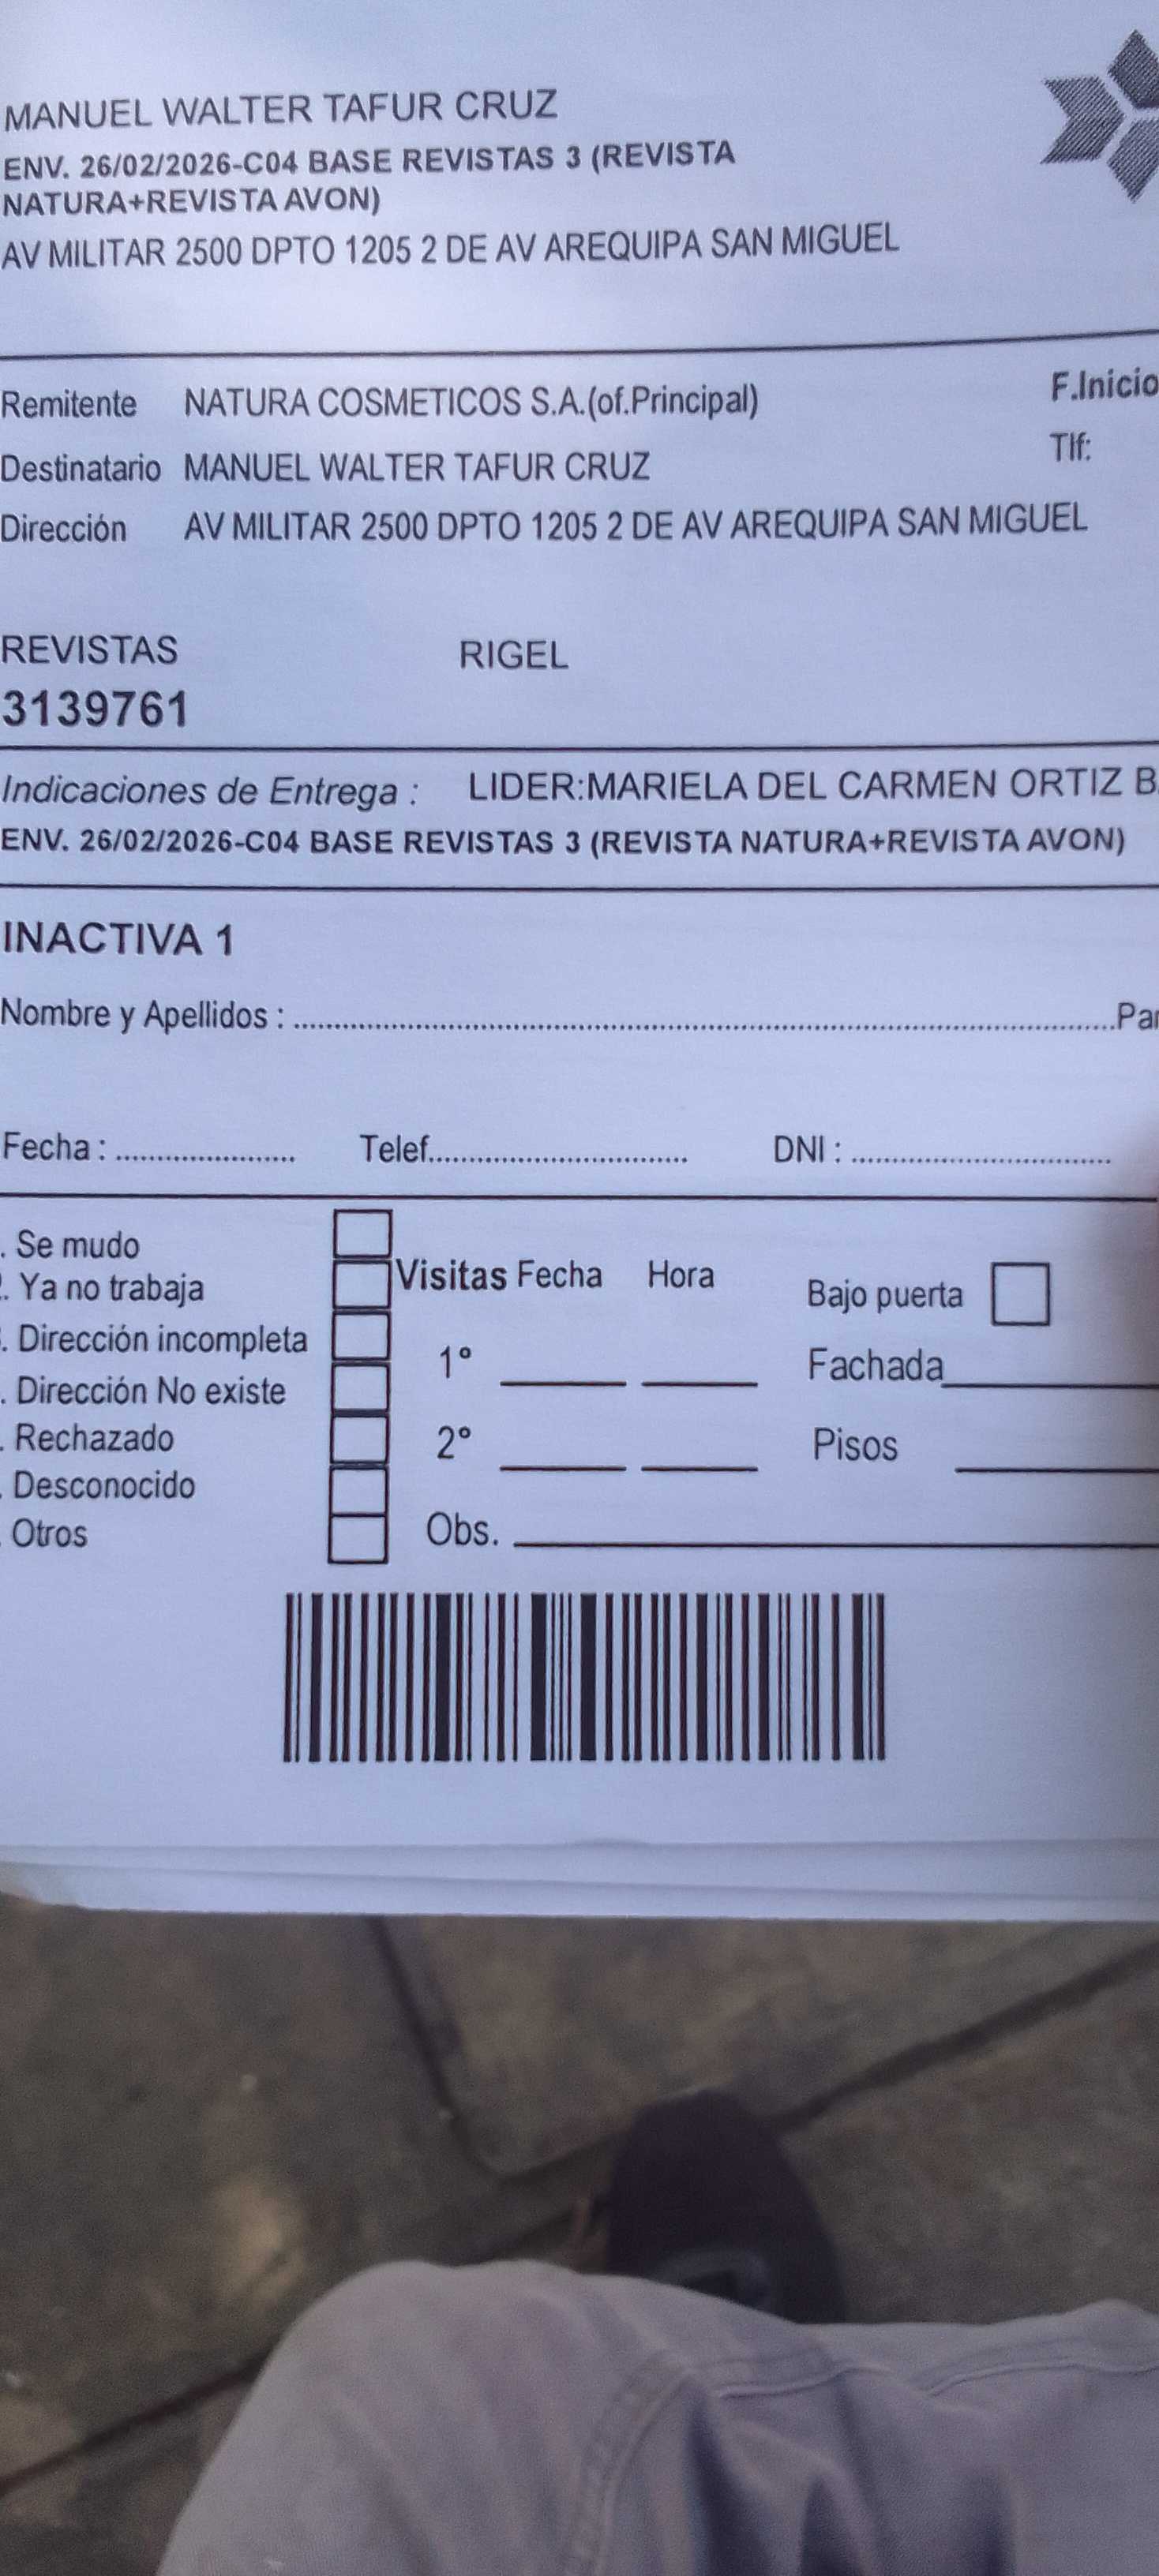 MANUEL WALTER TAFUR CRUZ
ENV. 26/02/2026-C04 BASE REVISTAS 3 (REVISTA
NATURA+REVISTA AVON)
AV MILITAR 2500 DPTO 1205 2 DE AV AREQUIPA SAN MIGUEL
Remitente NATURA COSMETICOS S.A.(of.Principal) F.Inicio
Destinatario MANUEL WALTER TAFUR CRUZ Tlf:
Dirección AV MILITAR 2500 DPTO 1205 2 DE AV AREQUIPA SAN MIGUEL
REVISTAS RIGEL
3139761
Indicaciones de Entrega : LIDER:MARIELA DEL CARMEN ORTIZ B
ENV. 26/02/2026-C04 BASE REVISTAS 3 (REVISTA NATURA+REVISTA AVON)
INACTIVA 1
Nombre y Apellidos :
Fecha : Telef. DNI :
. Se mudo
. Ya no trabaja Visitas Fecha Hora Bajo puerta
. Dirección incompleta 1° Fachada
. Dirección No existe
. Rechazado 2° Pisos
. Desconocido
. Otros Obs.